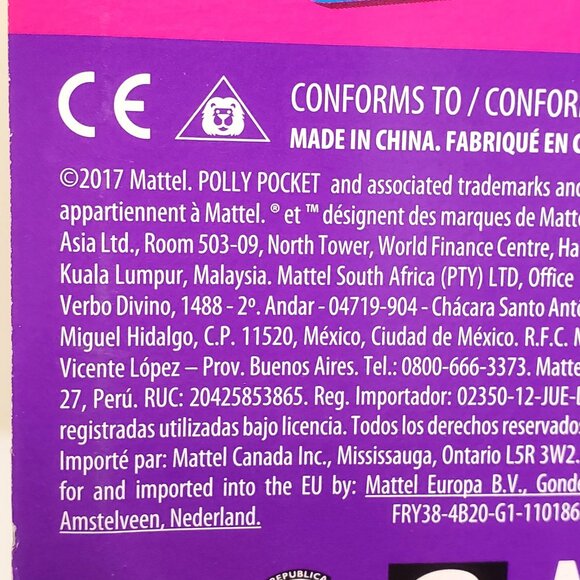 CE
CONFORMS TO / CONFOR
MADE IN CHINA. FABRIQUÉ EN C
©2017 Mattel. POLLY POCKET and associated trademarks and
appartiennent à Mattel. ® et ™ désignent des marques de Matte
Asia Ltd., Room 503-09, North Tower, World Finance Centre, Ha
Kuala Lumpur, Malaysia. Mattel South Africa (PTY) LTD, Office
Verbo Divino, 1488 - 2º. Andar - 04719-904 - Chácara Santo Antô
Miguel Hidalgo, C.P. 11520, México, Ciudad de México. R.F.C. M
Vicente López – Prov. Buenos Aires. Tel.: 0800-666-3373. Matte
27, Perú. RUC: 20425853865. Reg. Importador: 02350-12-JUE-D
registradas utilizadas bajo licencia. Todos los derechos reservados
Importé par: Mattel Canada Inc., Mississauga, Ontario L5R 3W2.
for and imported into the EU by: Mattel Europa B.V., Gonde
Amstelveen, Nederland. FRY38-4B20-G1-110186
REPUBLICA